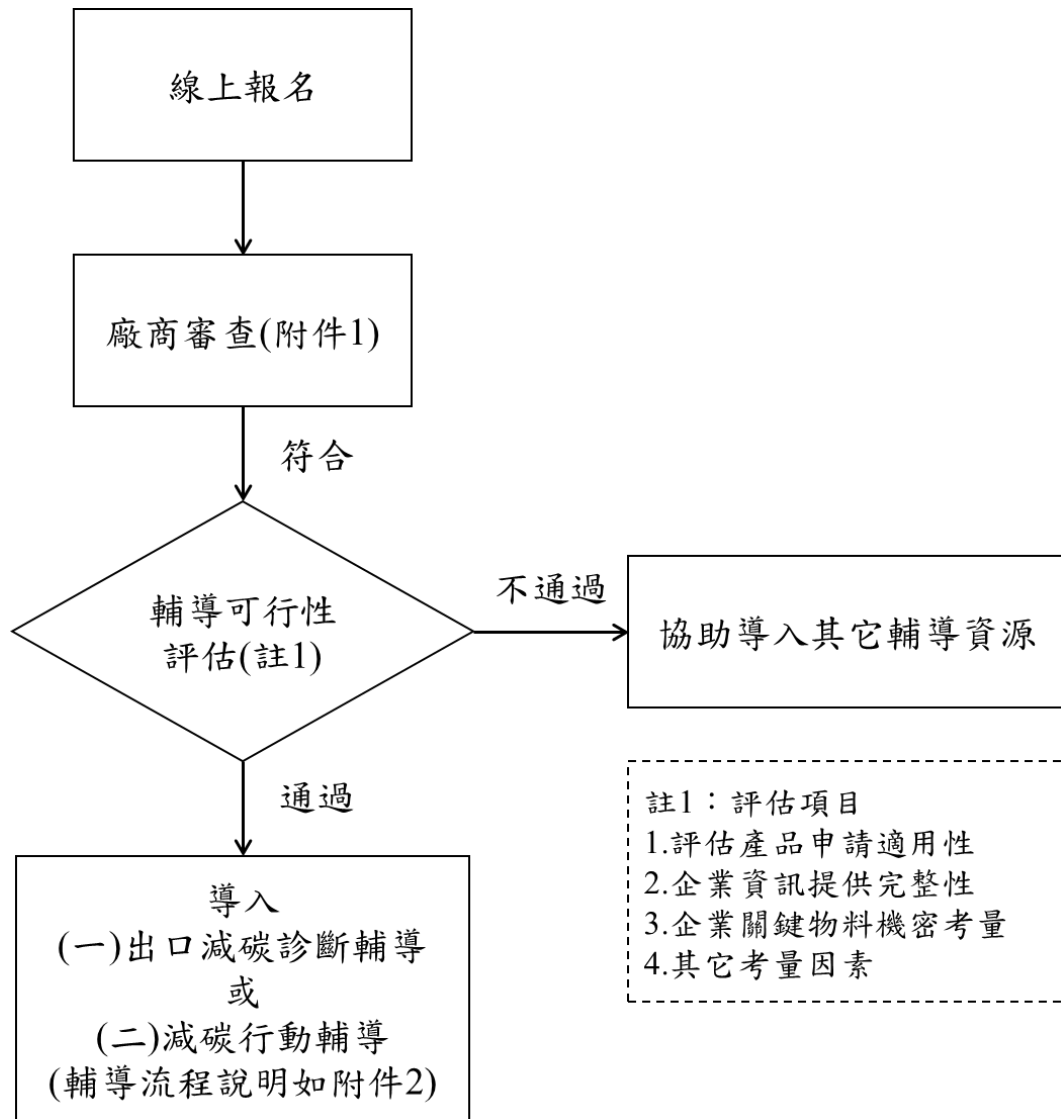 線上報名
廠商審查(附件1)
符合
輔導可行性
評估(註1)
不通過
協助導入其它輔導資源
通過
導入
(一)出口減碳診斷輔導
或
(二)減碳行動輔導
(輔導流程說明如附件2)
註1：評估項目
1.評估產品申請適用性
2.企業資訊提供完整性
3.企業關鍵物料機密考量
4.其它考量因素